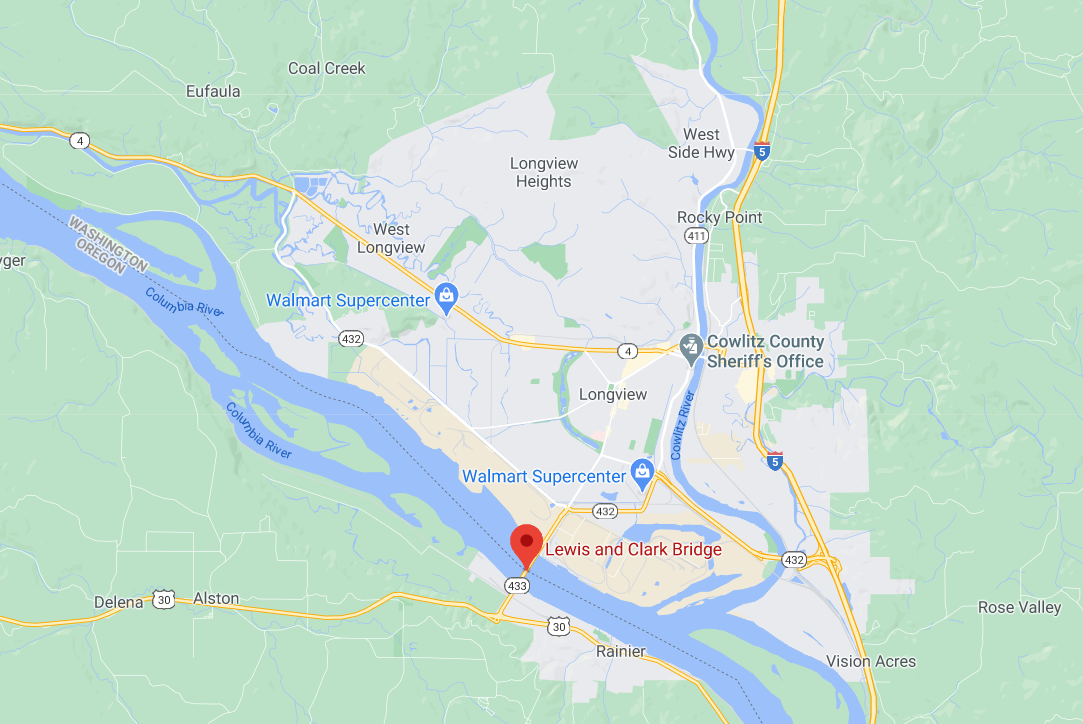 Coal Creek
Eufaula
4
West
Side Hwy
5
Longview
Heights
Rocky Point
411
WASHINGTON
OREGON
West
Longview
yger
Columbia River
Walmart Supercenter
432
4
Cowlitz County
Sheriff's Office
Longview
Columbia River
Cowlitz River
5
Walmart Supercenter
432
Lewis and Clark Bridge
432
433
Delena
30
Alston
30
Rose Valley
Rainier
Vision Acres